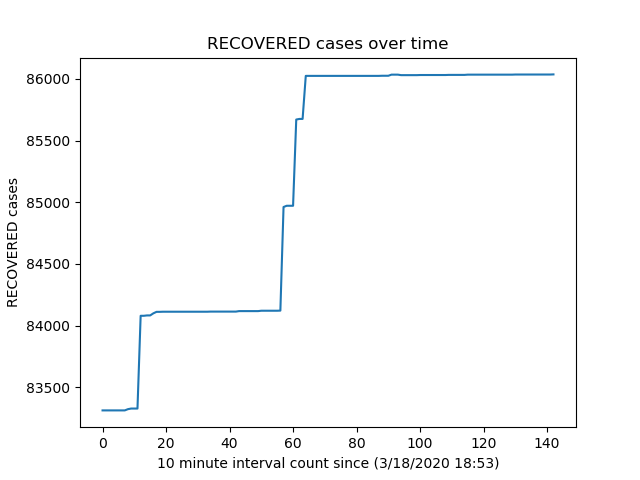 RECOVERED cases over time
86000
85500
85000
84500
84000
83500
RECOVERED cases
0 20 40 60 80 100 120 140
10 minute interval count since (3/18/2020 18:53)